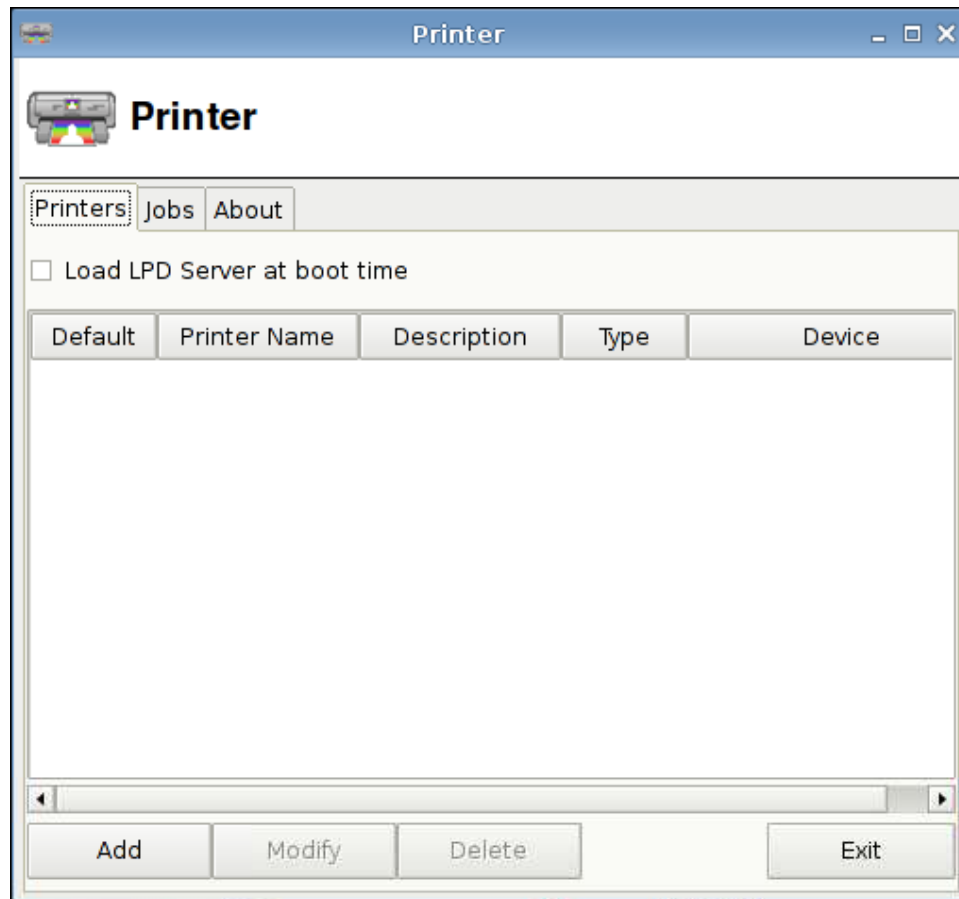 Printer
Printer
Printers Jobs About
Load LPD Server at boot time
Default Printer Name Description Type Device
Add Modify Delete Exit